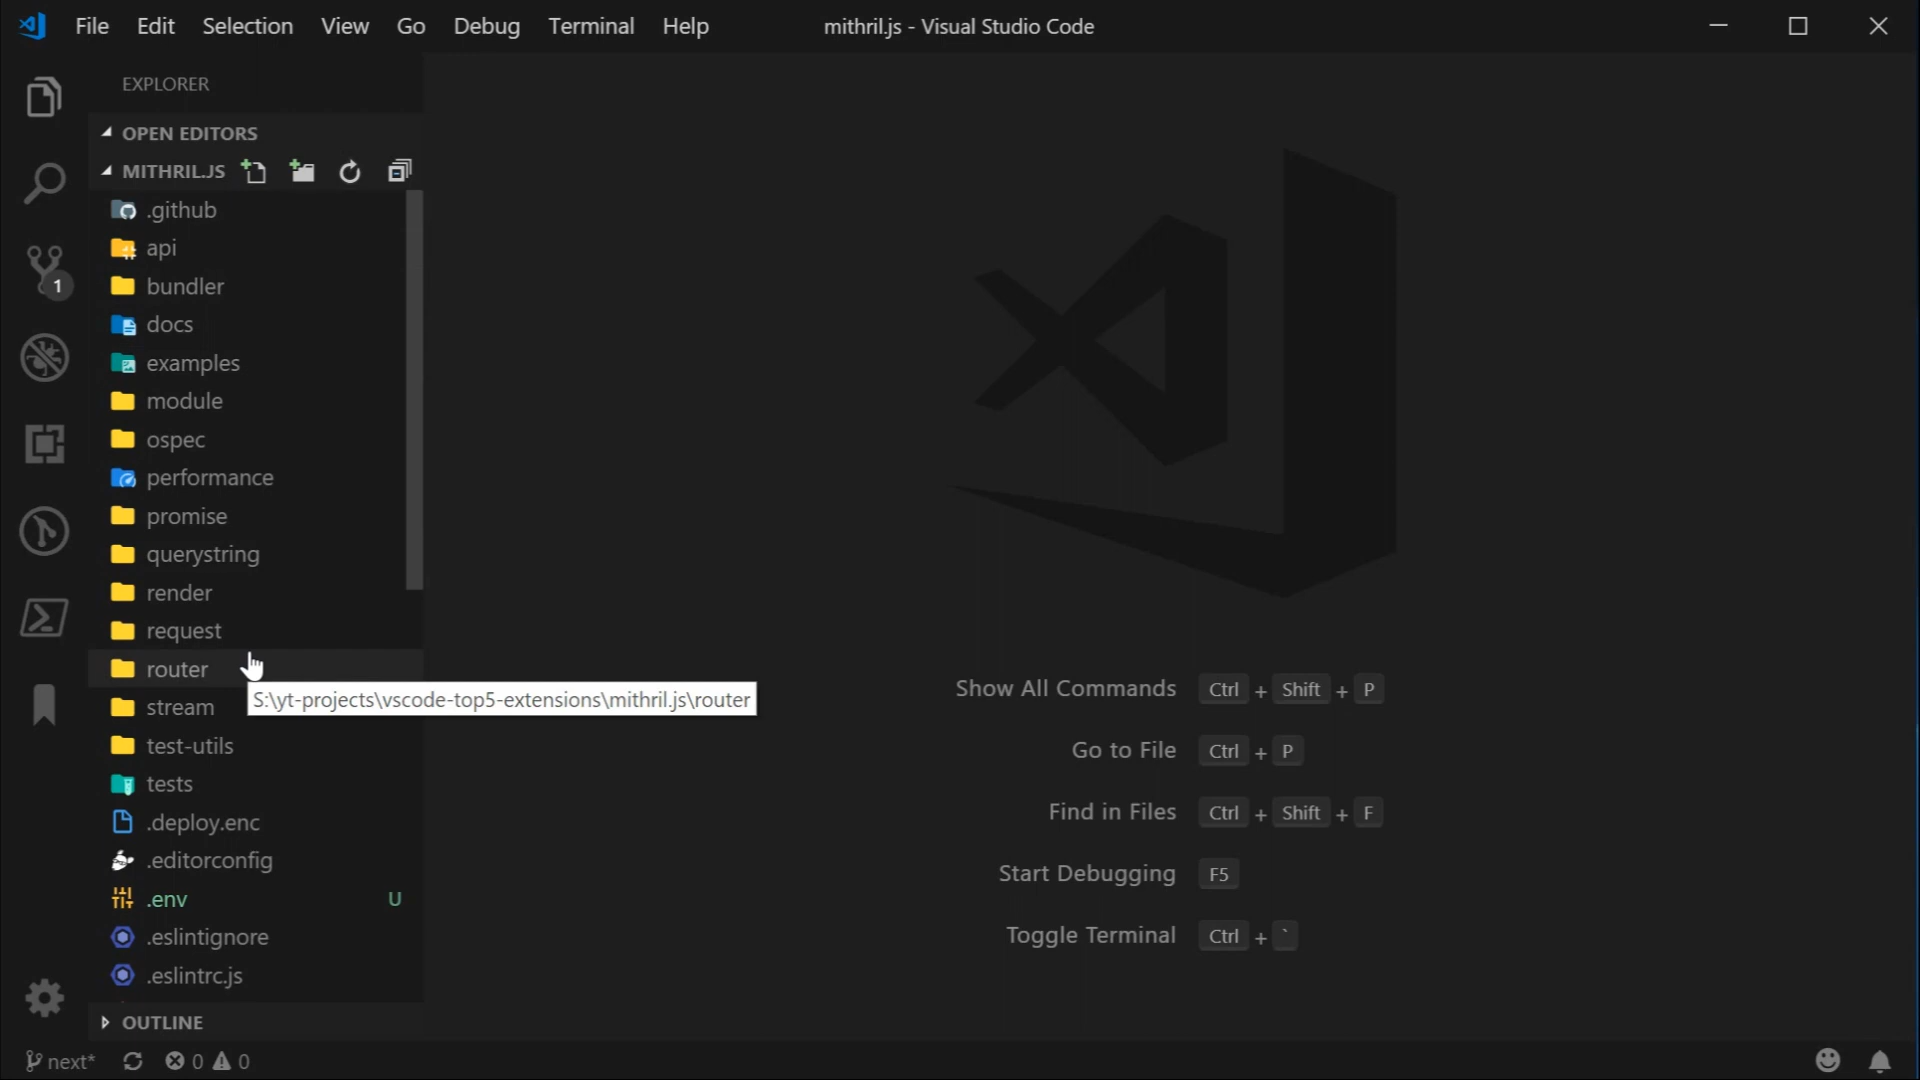 File Edit Selection View Go Debug Terminal Help
mithril.js - Visual Studio Code
EXPLORER
OPEN EDITORS
MITHRIL.JS
.github
api
bundler
docs
examples
module
ospec
performance
promise
querystring
render
request
router
S:\yt-projects\vscode-top5-extensions\mithril.js\router
stream
test-utils
tests
.deploy.enc
.editorconfig
.env U
.eslintignore
.eslintrc.js
OUTLINE
1
Show All Commands Ctrl + Shift + P
Go to File Ctrl + P
Find in Files Ctrl + Shift + F
Start Debugging F5
Toggle Terminal Ctrl + `
next* 0 0